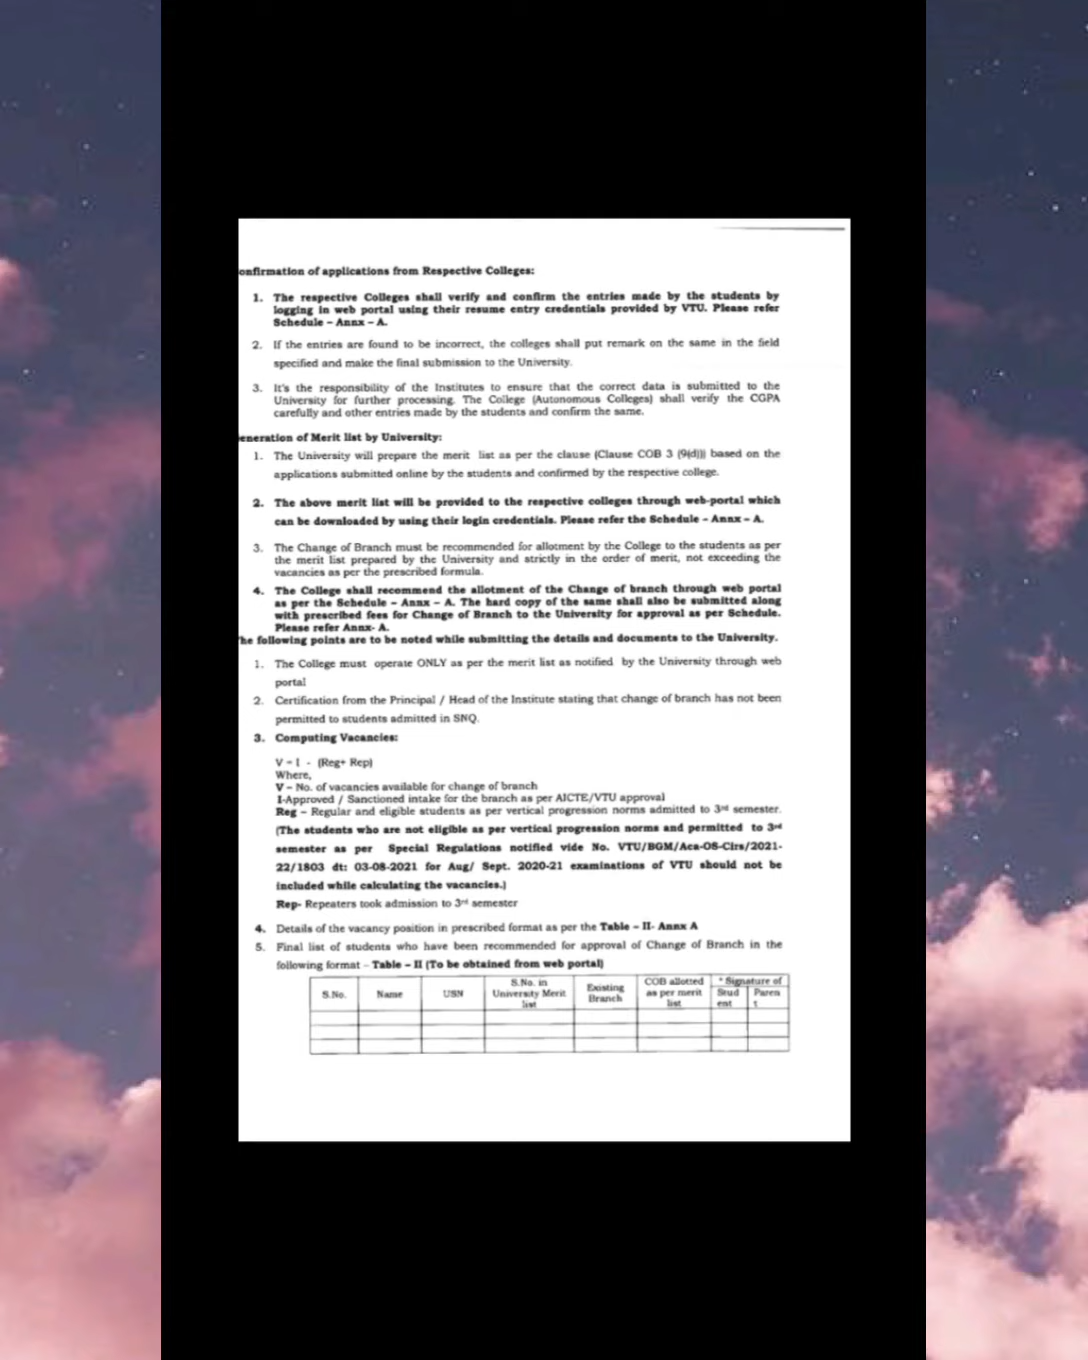 onfirmation of applications from Respective Colleges:
1. The respective Colleges shall verify and confirm the entries made by the students by
logging in web portal using their resume entry credentials provided by VTU. Please refer
Schedule – Annx – A.
2. If the entries are found to be incorrect, the colleges shall put remark on the same in the field
specified and make the final submission to the University.
3. It's the responsibility of the Institutes to ensure that the correct data is submitted to the
University for further processing. The College (Autonomous Colleges) shall verify the CGPA
carefully and other entries made by the students and confirm the same.
eneration of Merit list by University:
1. The University will prepare the merit list as per the clause (Clause COB 3 (9(d))) based on the
applications submitted online by the students and confirmed by the respective college.
2. The above merit list will be provided to the respective colleges through web-portal which
can be downloaded by using their login credentials. Please refer the Schedule – Annx – A.
3. The Change of Branch must be recommended for allotment by the College to the students as per
the merit list prepared by the University and strictly in the order of merit, not exceeding the
vacancies as per the prescribed formula.
4. The College shall recommend the allotment of the Change of branch through web portal
as per the Schedule – Annx – A. The hard copy of the same shall also be submitted along
with prescribed fees for Change of Branch to the University for approval as per Schedule.
Please refer Annx- A.
he following points are to be noted while submitting the details and documents to the University.
1. The College must operate ONLY as per the merit list as notified by the University through web
portal
2. Certification from the Principal / Head of the Institute stating that change of branch has not been
permitted to students admitted in SNQ.
3. Computing Vacancies:
V – I - (Reg+ Rep)
Where,
V – No. of vacancies available for change of branch
I-Approved / Sanctioned intake for the branch as per AICTE/VTU approval
Reg – Regular and eligible students as per vertical progression norms admitted to 3rd semester.
(The students who are not eligible as per vertical progression norms and permitted to 3rd
semester as per Special Regulations notified vide No. VTU/BGM/Aca-OS-Cirs/2021-
22/1803 dt: 03-08-2021 for Aug/ Sept. 2020-21 examinations of VTU should not be
included while calculating the vacancies.)
Rep- Repeaters took admission to 3rd semester
4. Details of the vacancy position in prescribed format as per the Table – II- Annx A
5. Final list of students who have been recommended for approval of Change of Branch in the
following format – Table – II (To be obtained from web portal)
S.No. Name USN S.No. in University Merit list Existing Branch COB allotted as per merit list * Signature of
Stud ent Paren t